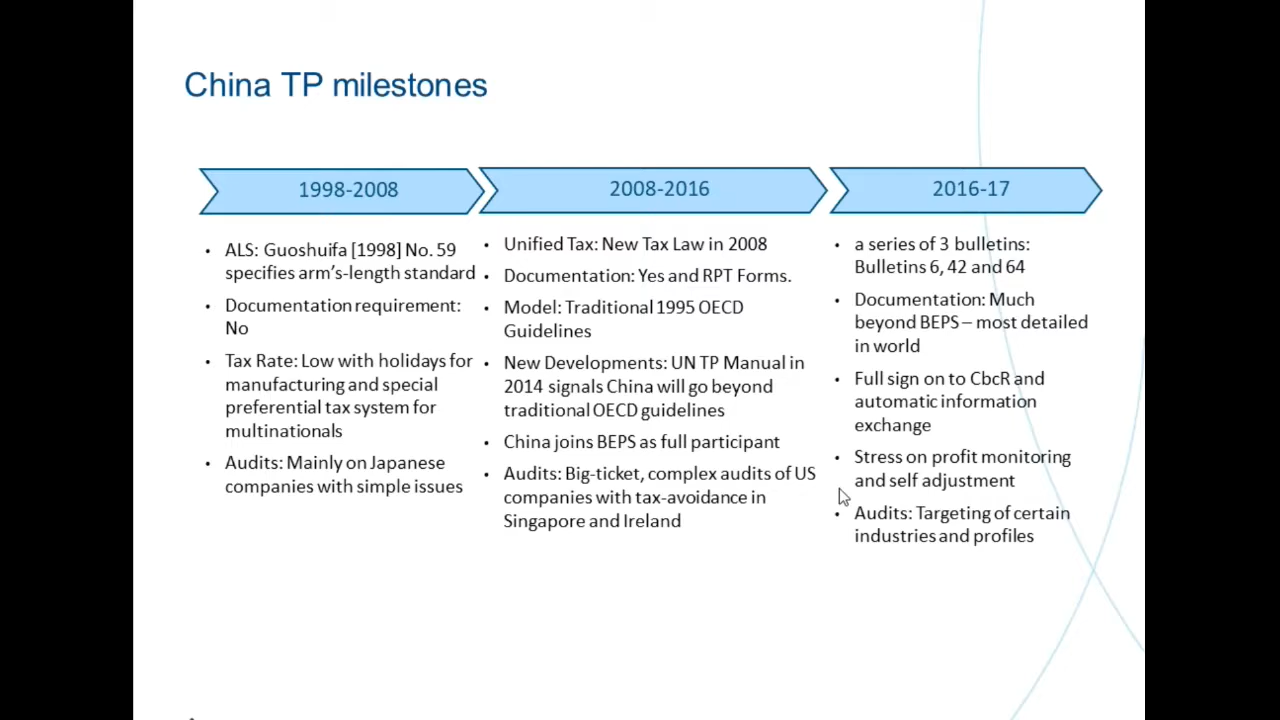 China TP milestones
1998-2008
2008-2016
2016-17
• ALS: Guoshuifa [1998] No. 59
specifies arm's-length standard
• Documentation requirement:
No
• Tax Rate: Low with holidays for
manufacturing and special
preferential tax system for
multinationals
• Audits: Mainly on Japanese
companies with simple issues
• Unified Tax: New Tax Law in 2008
• Documentation: Yes and RPT Forms.
• Model: Traditional 1995 OECD
Guidelines
• New Developments: UN TP Manual in
2014 signals China will go beyond
traditional OECD guidelines
• China joins BEPS as full participant
• Audits: Big-ticket, complex audits of US
companies with tax-avoidance in
Singapore and Ireland
• a series of 3 bulletins:
Bulletins 6, 42 and 64
• Documentation: Much
beyond BEPS – most detailed
in world
• Full sign on to CbcR and
automatic information
exchange
• Stress on profit monitoring
and self adjustment
• Audits: Targeting of certain
industries and profiles